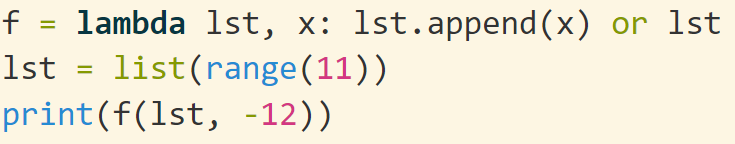 f = lambda lst, x: lst.append(x) or lst
lst = list(range(11))
print(f(lst, -12))